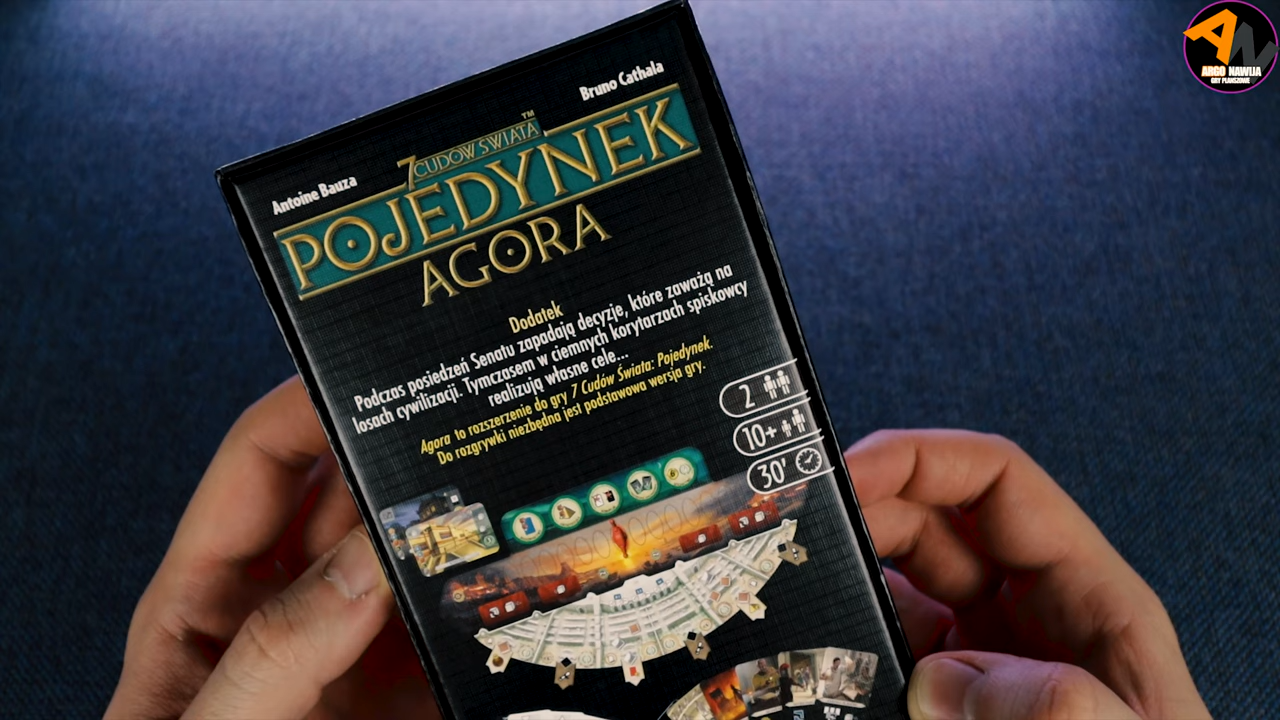 Antoine Bauza
Bruno Cathala
7 CUDÓW ŚWIATA™
POJEDYNEK
AGORA
Dodatek
Podczas posiedzeń Senatu zapadają decyzje, które zaważą na
losach cywilizacji. Tymczasem w ciemnych korytarzach spiskowcy
realizują własne cele...
Agora to rozszerzenie do gry 7 Cudów Świata: Pojedynek.
Do rozgrywki niezbędna jest podstawowa wersja gry.
2
10+
30'
AN
ARGO NAWIJA
GRY PLANSZOWE